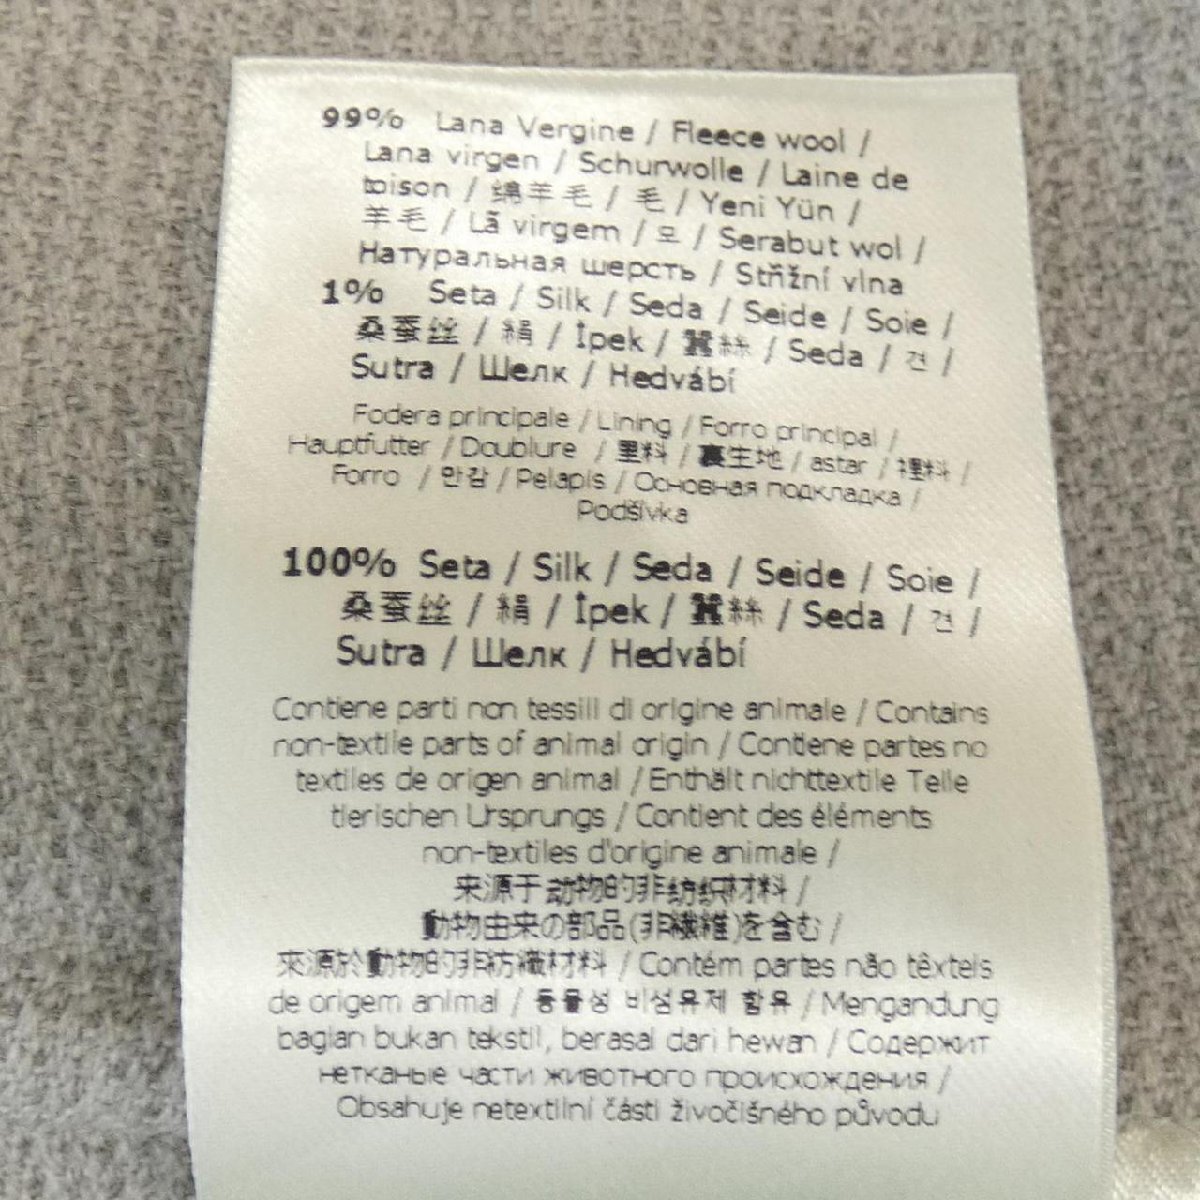 99% Lana Vergine / Fleece wool /
Lana virgen / Schurwolle / Laine de
toison / 绵羊毛 / 毛 / Yeni Yün /
羊毛 / Lã virgem / 모 / Serabut wol /
Натуральная шерсть / Střižní vlna
1% Seta / Silk / Seda / Seide / Soie /
桑蚕丝 / 絹 / İpek / 蠶絲 / Seda / 견 /
Sutra / Шелк / Hedvábí
Fodera principale / Lining / Forro principal /
Hauptfutter / Doublure / 里料 / 裏生地 / astar / 裡料 /
Forro / 안감 / Pelapis / Основная подкладка /
Podšívka
100% Seta / Silk / Seda / Seide / Soie /
桑蚕丝 / 絹 / İpek / 蠶絲 / Seda / 견 /
Sutra / Шелк / Hedvábí
Contiene parti non tessili di origine animale / Contains
non-textile parts of animal origin / Contiene partes no
textiles de origen animal / Enthält nichttextile Teile
tierischen Ursprungs / Contient des éléments
non-textiles d'origine animale /
来源于动物的非纺织材料 /
動物由来の部品(非繊維)を含む /
來源於動物的非紡織材料 / Contém partes não têxteis
de origem animal / 동물성 비섬유제 함유 / Mengandung
bagian bukan tekstil, berasal dari hewan / Содержит
нетканые части животного происхождения /
Obsahuje netextilní části živočišného původu